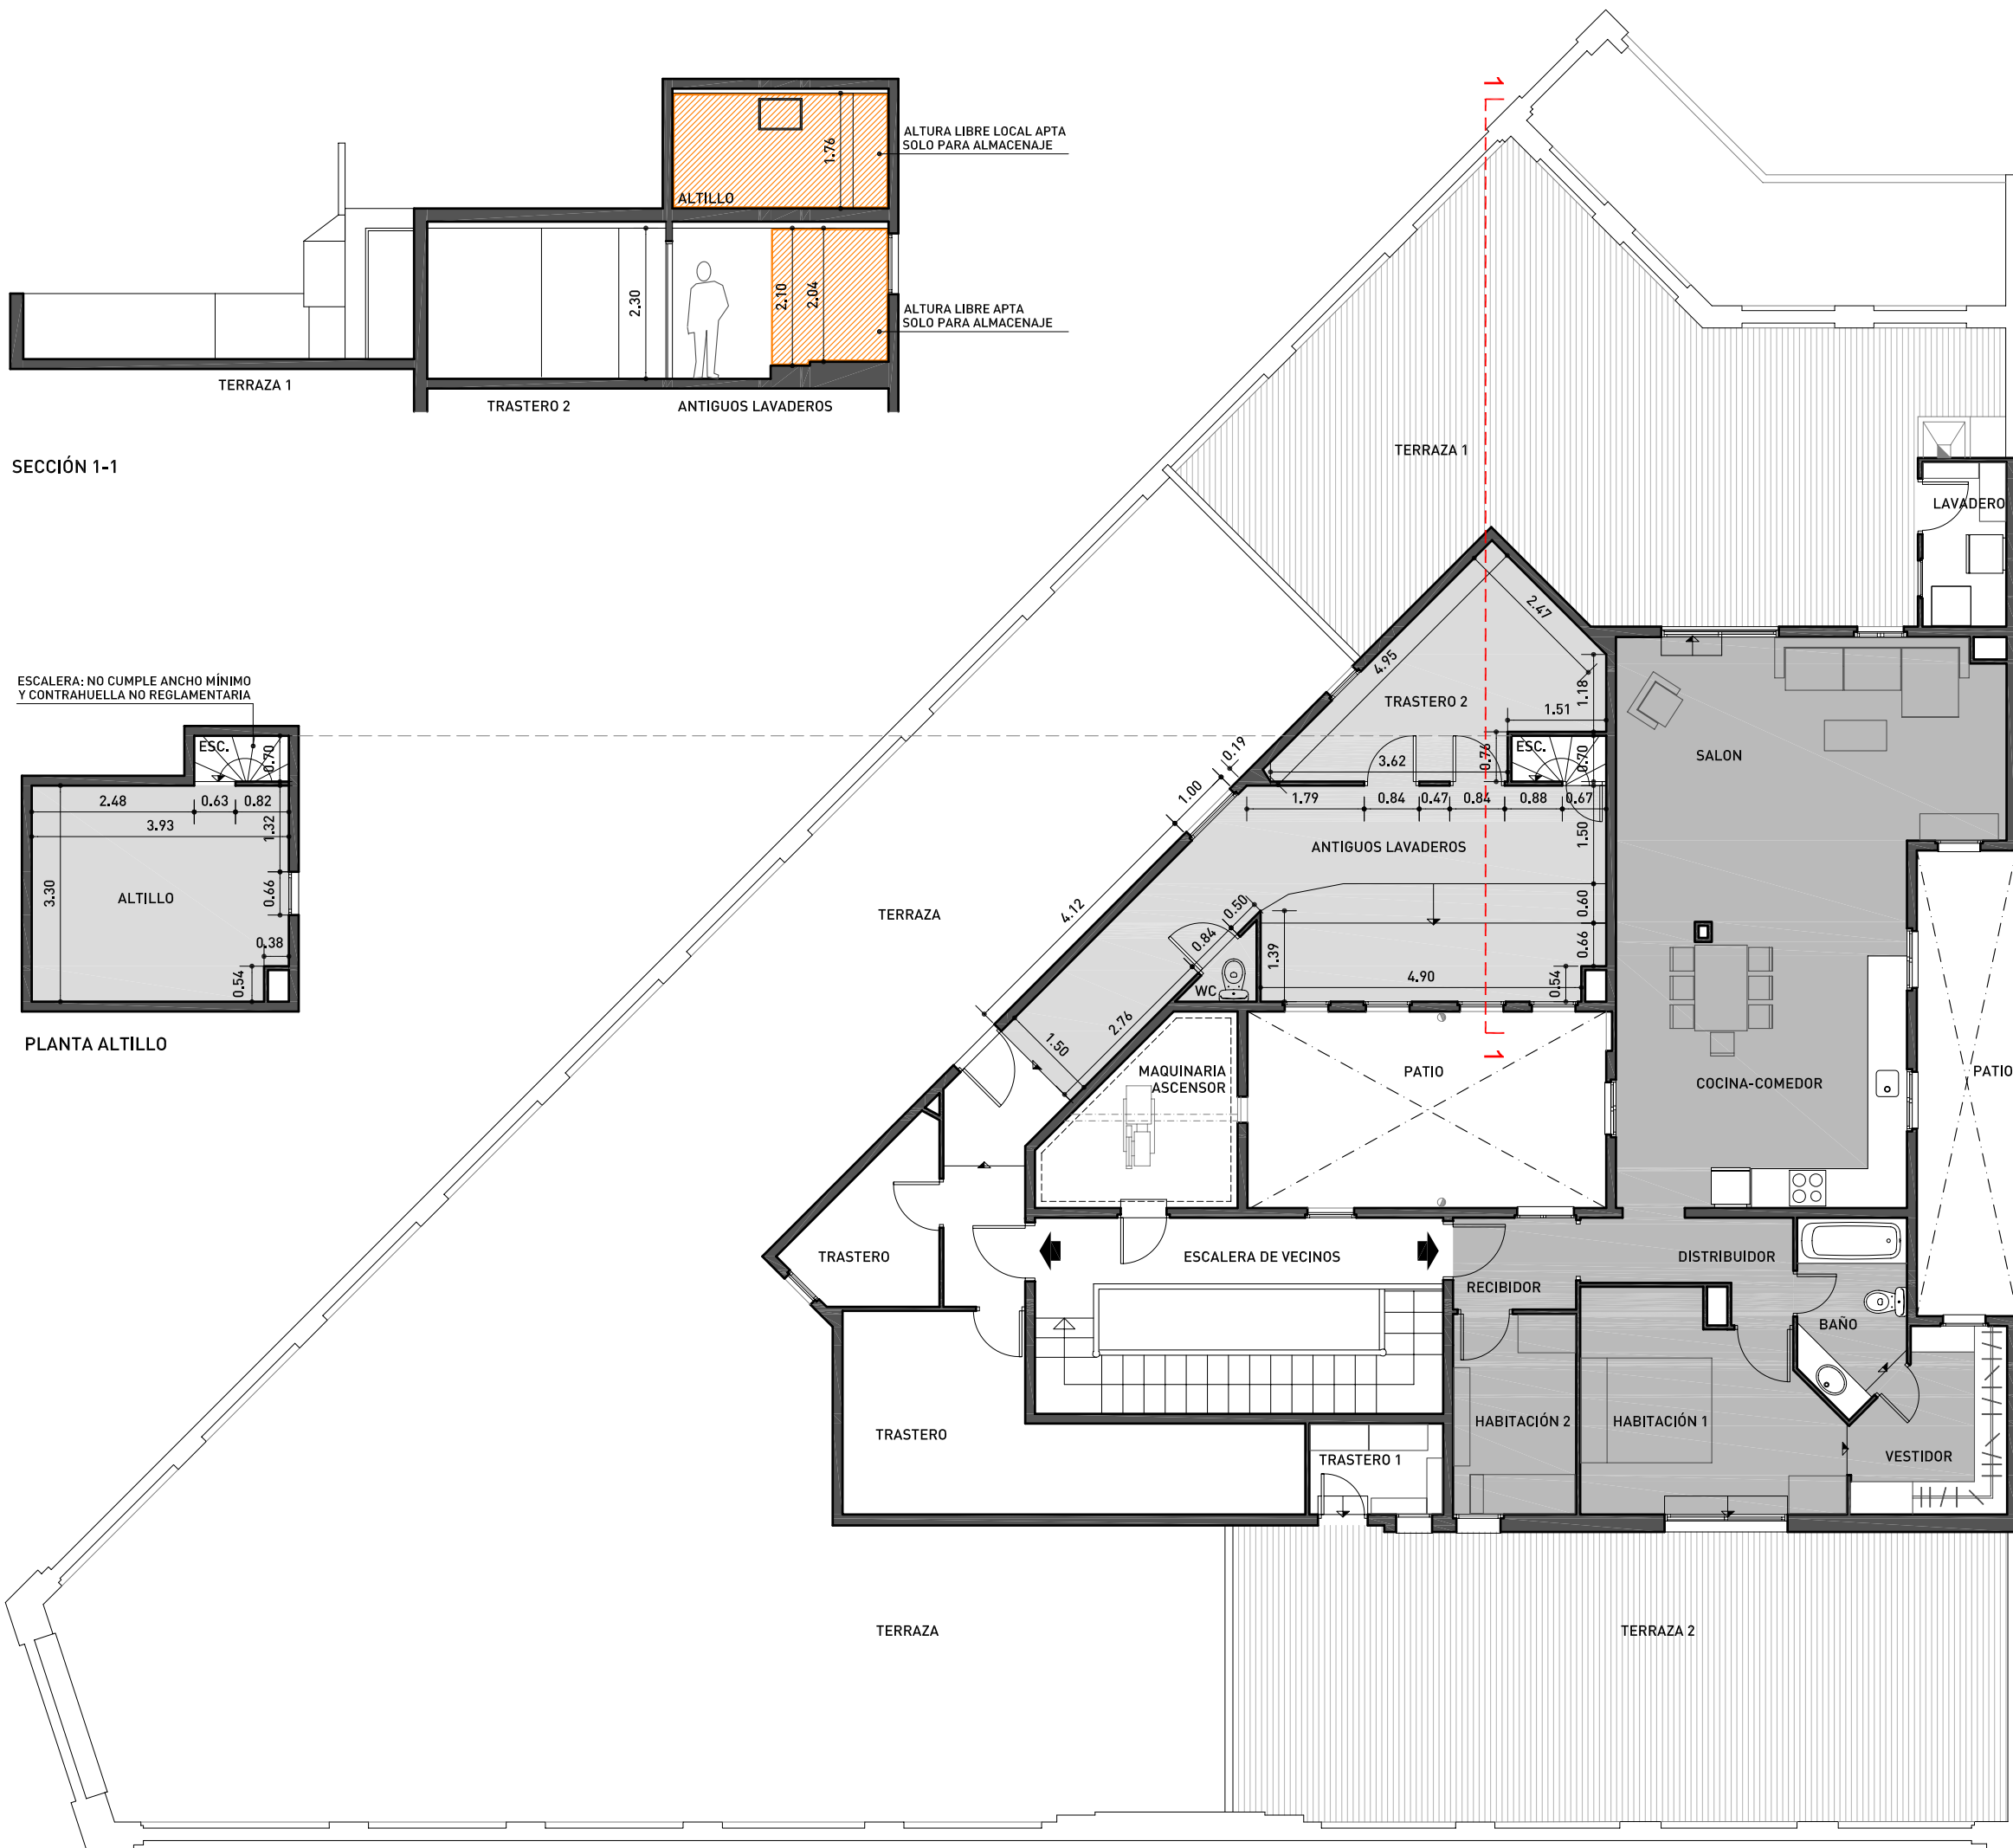 1
ALTURA LIBRE LOCAL APTA
SOLO PARA ALMACENAJE
1.76
ALTILLO
2.30
2.10
2.04
ALTURA LIBRE APTA
SOLO PARA ALMACENAJE
TERRAZA 1
TRASTERO 2
ANTIGUOS LAVADEROS
SECCIÓN 1-1
TERRAZA 1
LAVADERO
ESCALERA: NO CUMPLE ANCHO MÍNIMO
Y CONTRAHUELLA NO REGLAMENTARIA
ESC.
0.70
2.48
0.63
0.82
1.32
3.93
3.30
0.66
ALTILLO
0.38
0.54
PLANTA ALTILLO
2.47
4.95
1.18
TRASTERO 2
1.51
0.19
ESC.
0.76
0.70
3.62
1.00
1.79
0.84
0.47
0.84
0.88
0.67
1.50
ANTIGUOS LAVADEROS
SALON
4.12
TERRAZA
0.50
0.60
0.84
1.39
0.66
WC
4.90
0.54
2.76
1.50
MAQUINARIA
ASCENSOR
1
PATIO
COCINA-COMEDOR
PATIO
TRASTERO
ESCALERA DE VECINOS
DISTRIBUIDOR
RECIBIDOR
BAÑO
TRASTERO
HABITACIÓN 2
HABITACIÓN 1
TRASTERO 1
VESTIDOR
TERRAZA
TERRAZA 2